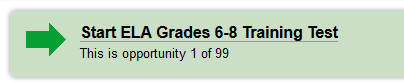 Start ELA Grades 6-8 Training Test
This is opportunity 1 of 99